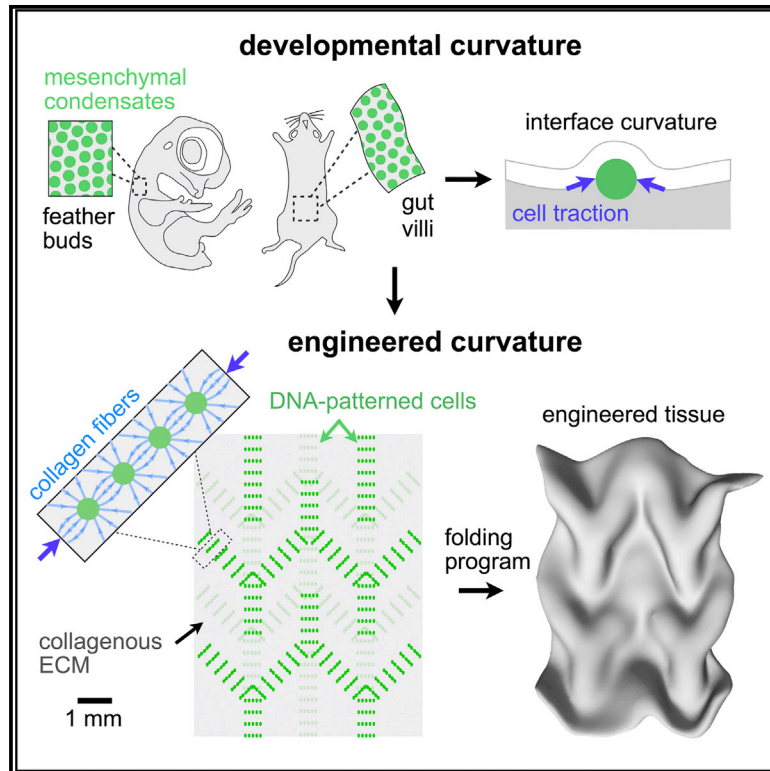 developmental curvature
mesenchymal
condensates
feather
buds
gut
villi
interface curvature
cell traction
engineered curvature
collagen fibers
DNA-patterned cells
engineered tissue
folding
program
collagenous
ECM
1 mm